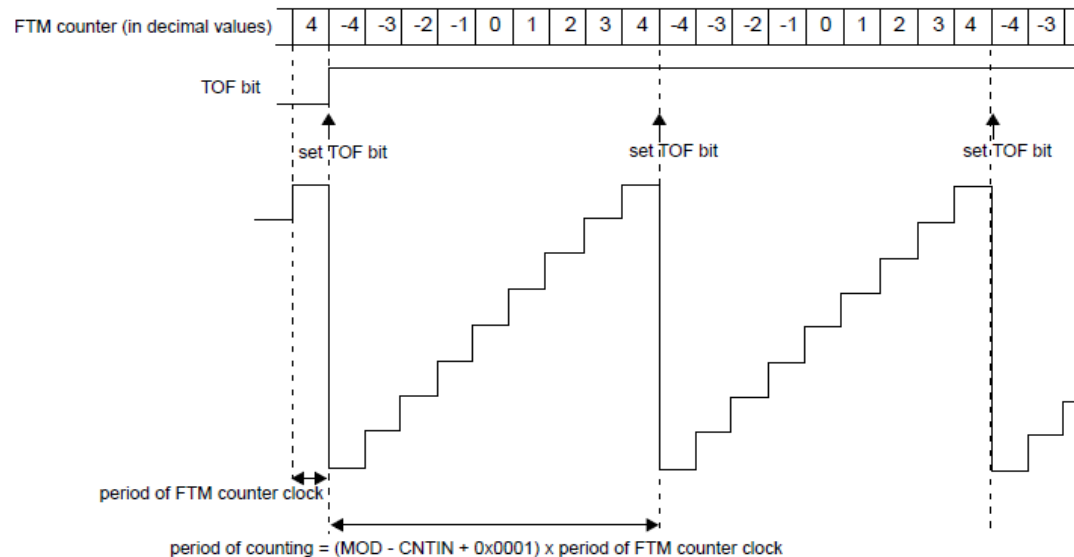 FTM counter (in decimal values) 4 -4 -3 -2 -1 0 1 2 3 4 -4 -3 -2 -1 0 1 2 3 4 -4 -3
TOF bit
set TOF bit set TOF bit set TOF bit
period of FTM counter clock
period of counting = (MOD - CNTIN + 0x0001) x period of FTM counter clock